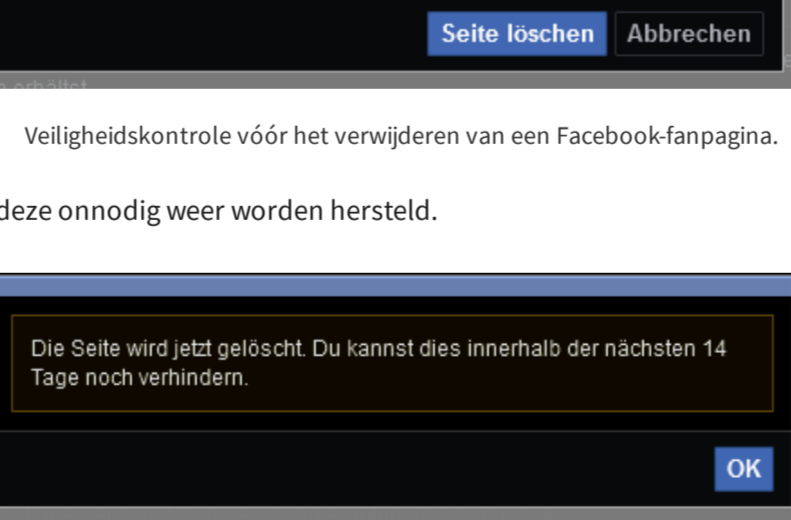 Seite löschen Abbrechen
erhältst
Veiligheidskontrole vóór het verwijderen van een Facebook-fanpagina.
deze onnodig weer worden hersteld.
Die Seite wird jetzt gelöscht. Du kannst dies innerhalb der nächsten 14
Tage noch verhindern.
OK